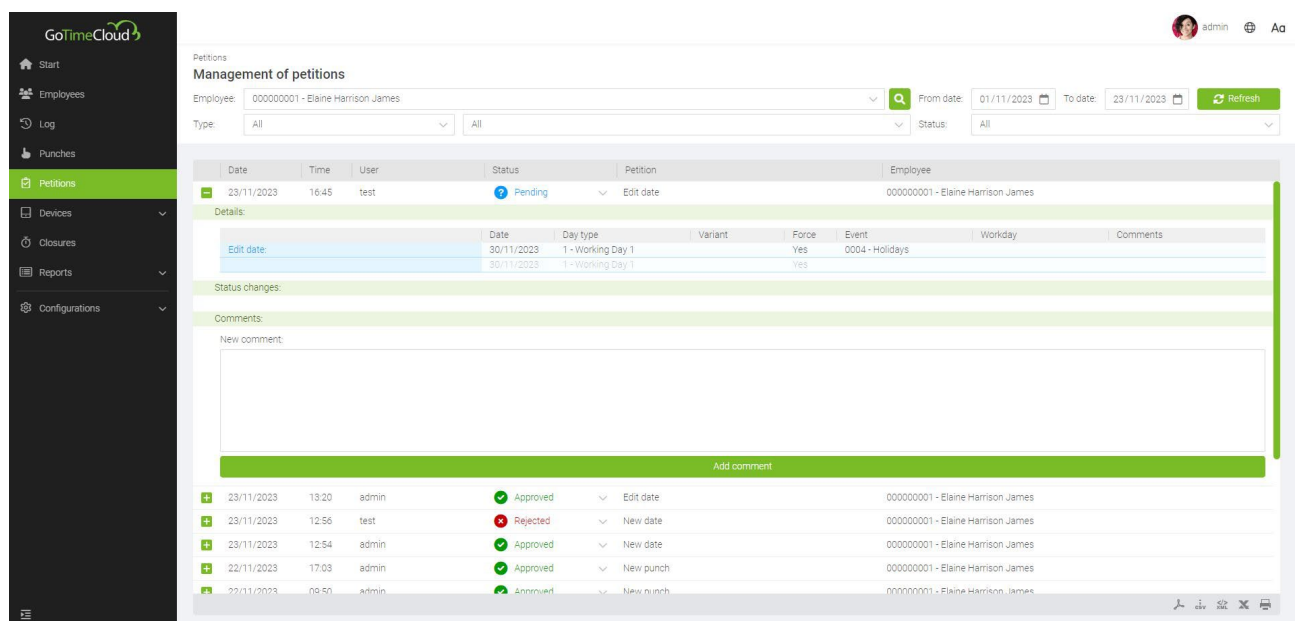 GoTimeCloud
admin Aa
Start
Employees
Log
Punches
Petitions
Devices
Closures
Reports
Configurations
Petitions
Management of petitions
Employee: 000000001 - Elaine Harrison James From date: 01/11/2023 To date: 23/11/2023 Refresh
Type: All All Status: All
Date Time User Status Petition Employee
23/11/2023 16:45 test Pending Edit date 000000001 - Elaine Harrison James
Details:
Date Day type Variant Force Event Workday Comments
Edit date: 30/11/2023 1 - Working Day 1 Yes 0004 - Holidays
30/11/2023 1 - Working Day 1 Yes
Status changes:
Comments:
New comment:
Add comment
23/11/2023 13:20 admin Approved Edit date 000000001 - Elaine Harrison James
23/11/2023 12:56 test Rejected New date 000000001 - Elaine Harrison James
23/11/2023 12:54 admin Approved New date 000000001 - Elaine Harrison James
22/11/2023 17:03 admin Approved New punch 000000001 - Elaine Harrison James
22/11/2023 09:50 admin Approved New punch 000000001 - Elaine Harrison James
CSV XML